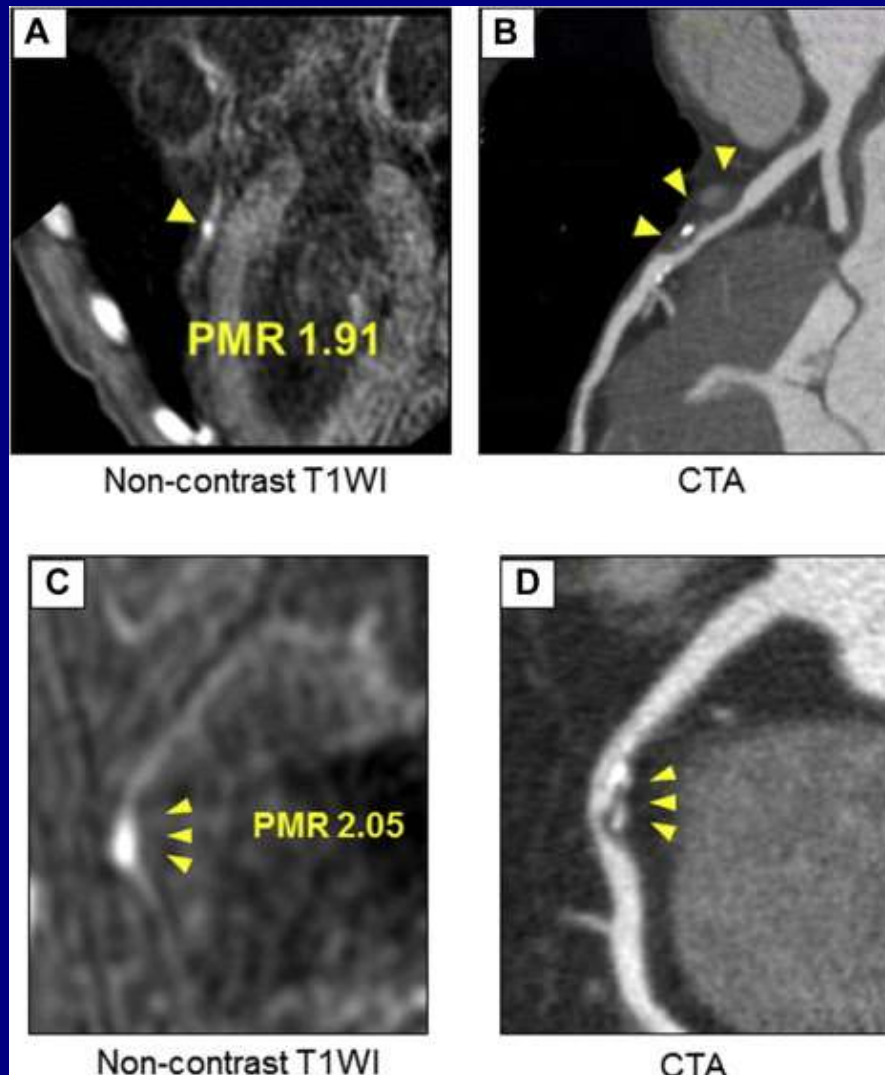 A
B
PMR 1.91
Non-contrast T1WI
CTA
C
D
PMR 2.05
Non-contrast T1WI
CTA